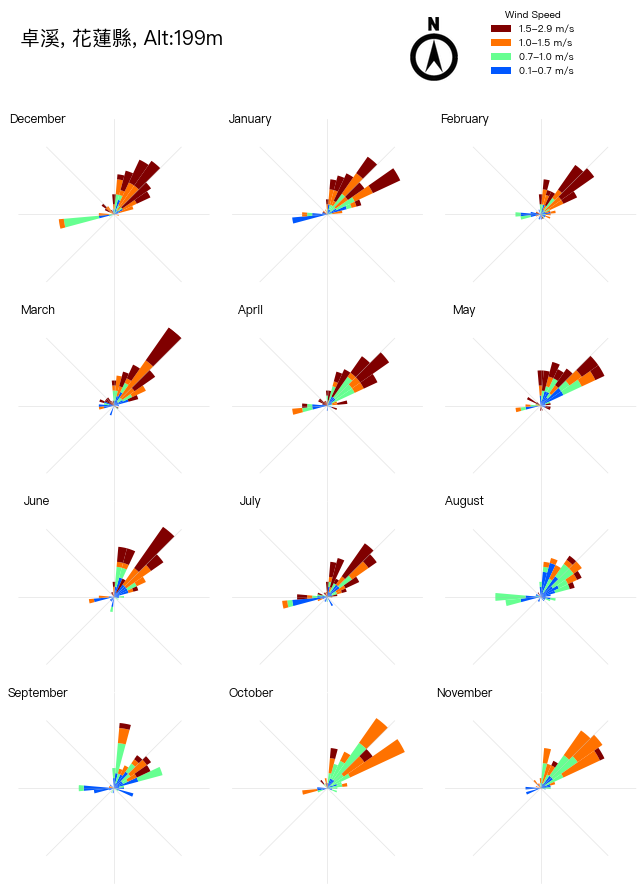 卓溪, 花蓮縣, Alt:199m
N
Wind Speed
1.5–2.9 m/s
1.0–1.5 m/s
0.7–1.0 m/s
0.1–0.7 m/s
December
January
February
March
April
May
June
July
August
September
October
November